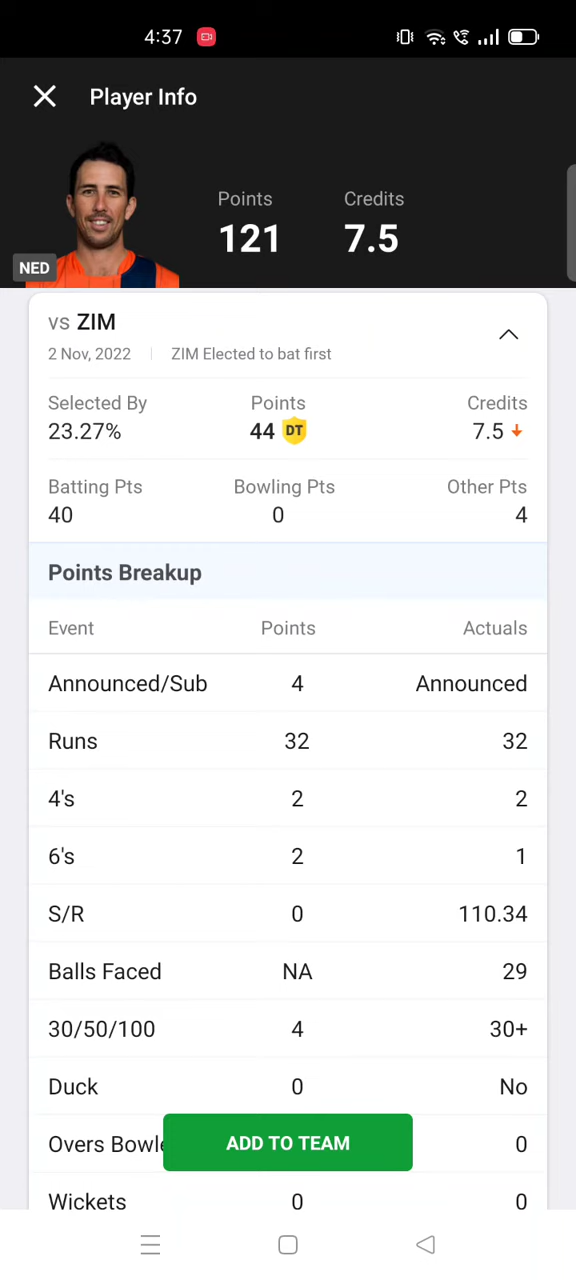 4:37
Player Info
Points Credits
121 7.5
NED
vs ZIM
2 Nov, 2022 ZIM Elected to bat first
Selected By Points Credits
23.27% 44 DT 7.5
Batting Pts Bowling Pts Other Pts
40 0 4
Points Breakup
Event Points Actuals
Announced/Sub 4 Announced
Runs 32 32
4's 2 2
6's 2 1
S/R 0 110.34
Balls Faced NA 29
30/50/100 4 30+
Duck 0 No
Overs ADD TO TEAM 0
Wickets 0 0